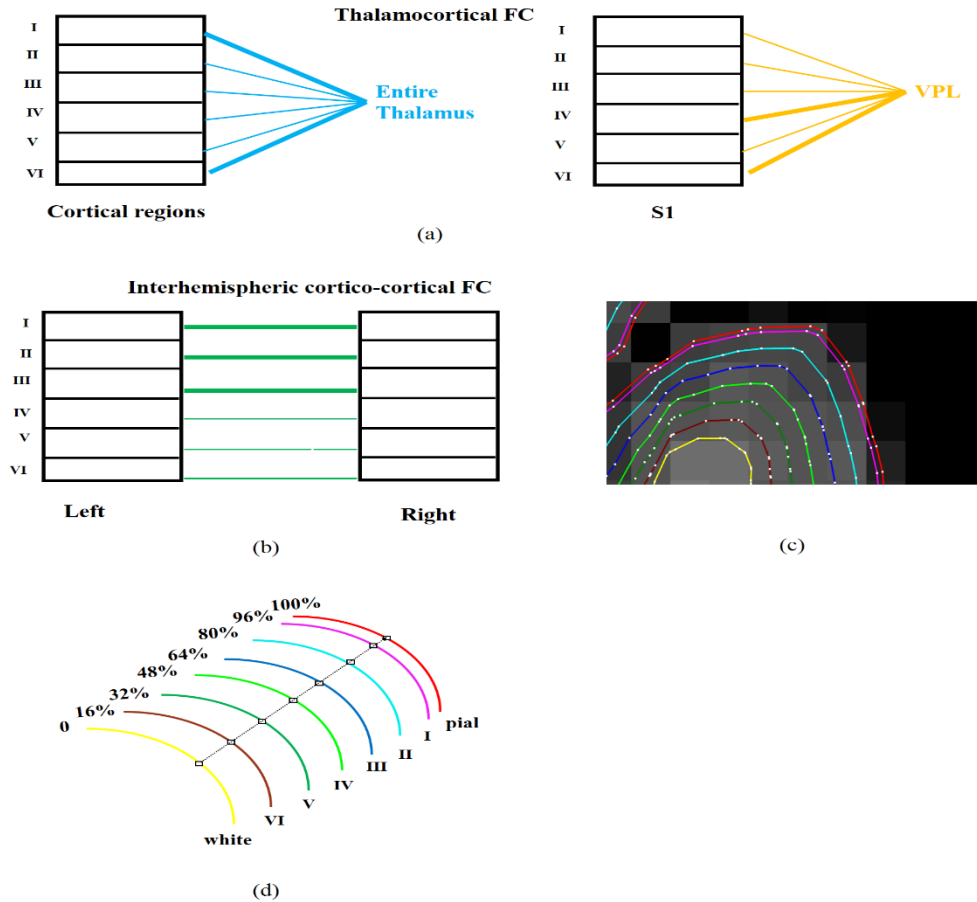 Thalamocortical FC
I
II
III
IV
V
VI
Entire
Thalamus
Cortical regions
I
II
III
IV
V
VI
VPL
S1
(a)
Interhemispheric cortico-cortical FC
I
II
III
IV
V
VI
Left
Right
(b)
(c)
100%
96%
80%
64%
48%
32%
16%
0
pial
I
II
III
IV
V
VI
white
(d)